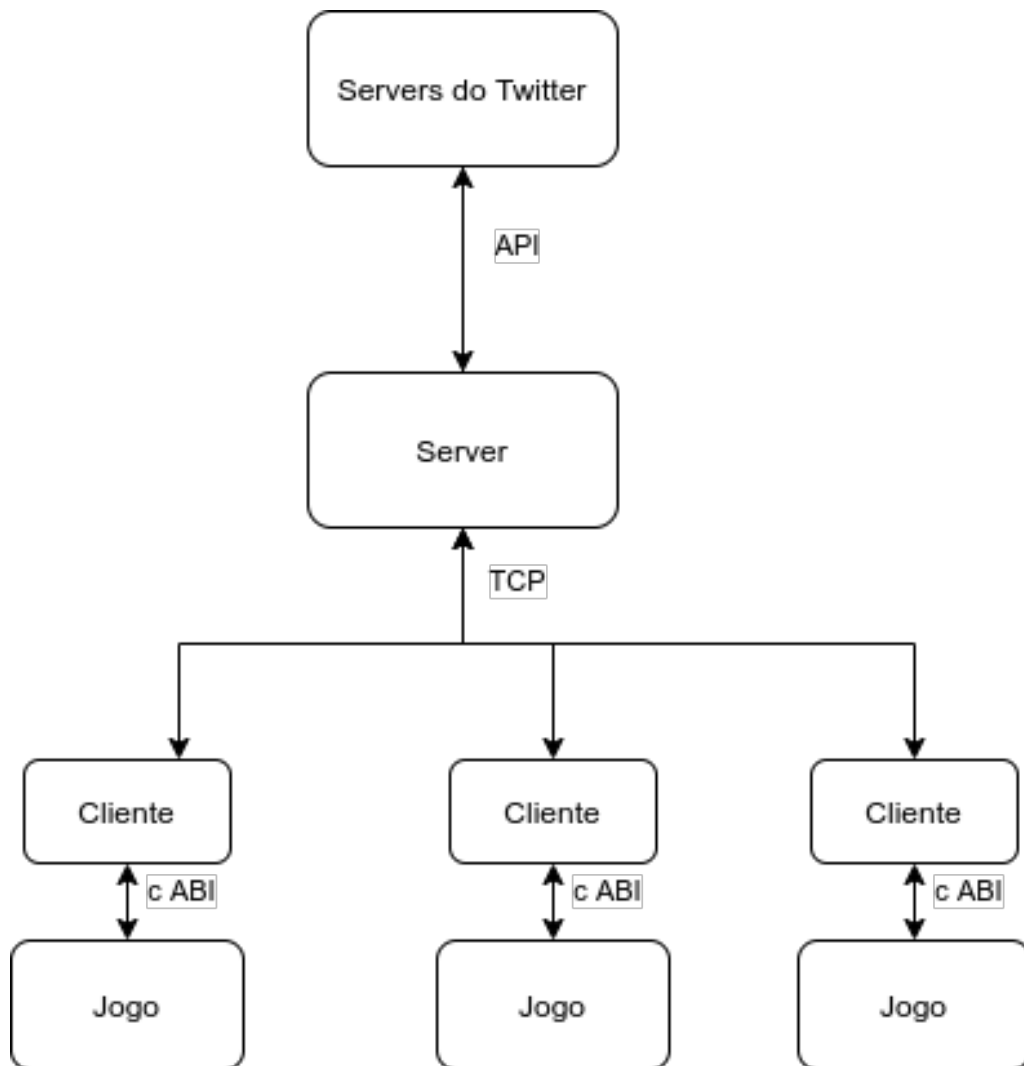 Servers do Twitter
API
Server
TCP
Cliente
Cliente
Cliente
c ABI
c ABI
c ABI
Jogo
Jogo
Jogo